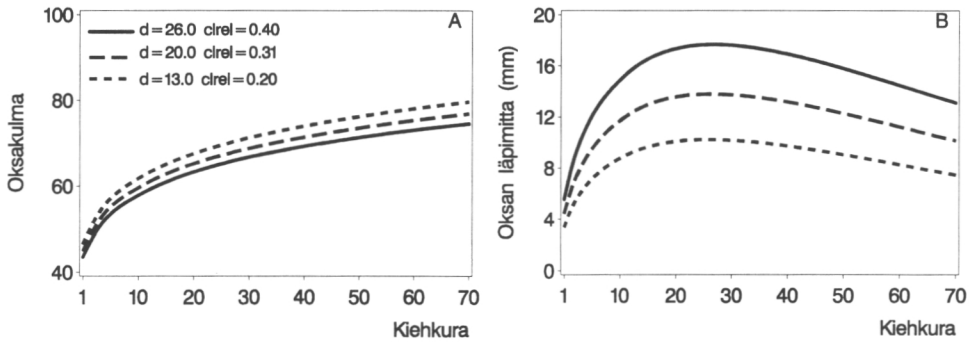 A
100
80
60
40
Oksakulma
d=26.0 clrel=0.40
d=20.0 clrel=0.31
d=13.0 clrel=0.20
1 10 20 30 40 50 60 70
Kiehkura
B
20
16
12
8
4
0
Oksan läpimitta (mm)
1 10 20 30 40 50 60 70
Kiehkura